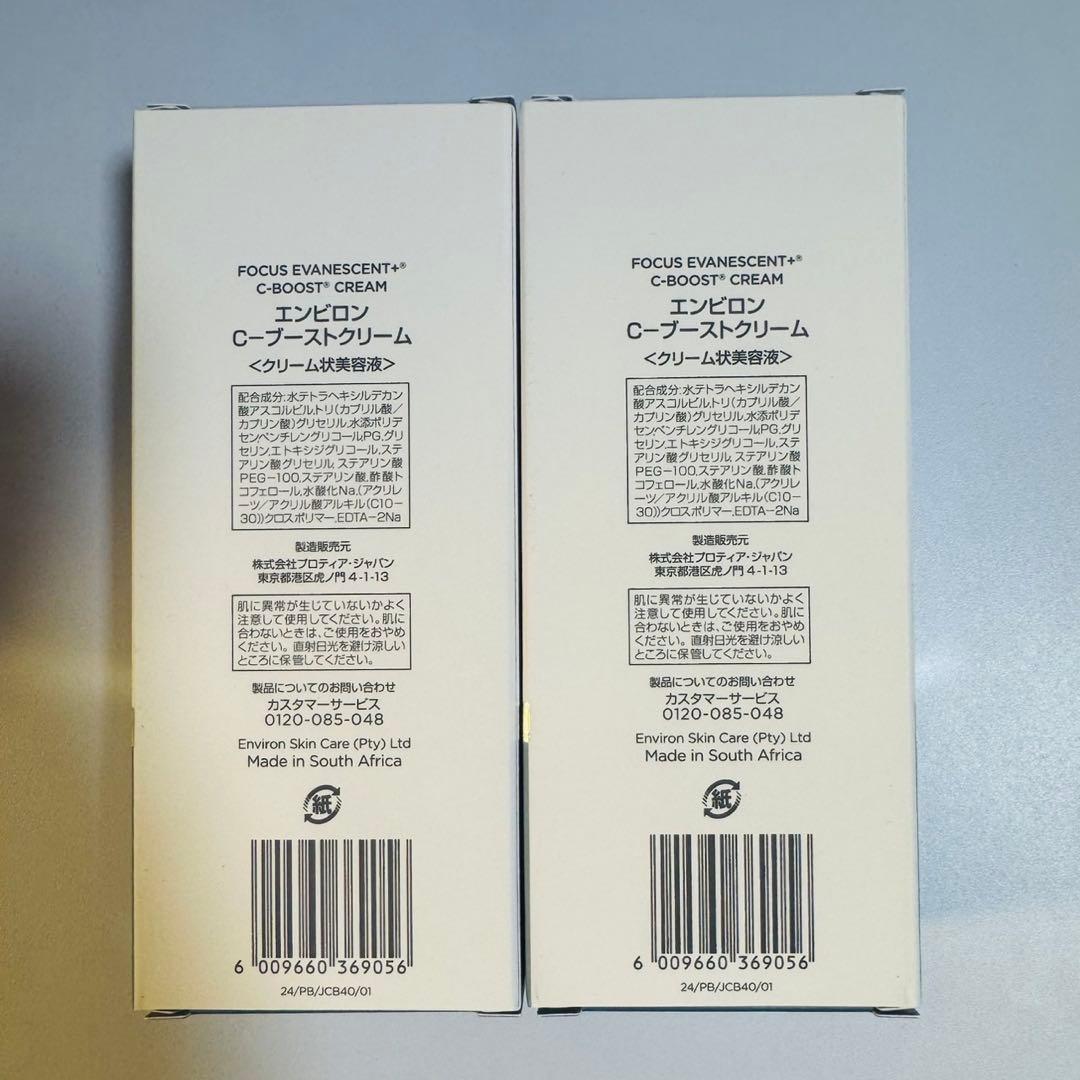 FOCUS EVANESCENT+®
C-BOOST® CREAM
エンビロン
C−ブーストクリーム
<クリーム状美容液>
配合成分:水テトラヘキシルデカン
酸アスコルビル,トリ(カプリル酸/
カプリン酸)グリセリル,水添ポリデ
センペンチレングリコール,PG,グリ
セリン,エトキシジグリコール,ステ
アリン酸グリセリル, ステアリン酸
PEG−100,ステアリン酸,酢酸ト
コフェロール,水酸化Na,(アクリレ
ーツ/アクリル酸アルキル(C10−
30))クロスポリマー,EDTA−2Na
製造販売元
株式会社プロティア・ジャパン
東京都港区虎ノ門 4-1-13
肌に異常が生じていないかよく
注意して使用してください。肌に
合わないときは、ご使用をおやめ
ください。直射日光を避け涼しい
ところに保管してください。
製品についてのお問い合わせ
カスタマーサービス
0120-085-048
Environ Skin Care (Pty) Ltd
Made in South Africa
紙
6 009660 369056
24/PB/JCB40/01
FOCUS EVANESCENT+®
C-BOOST® CREAM
エンビロン
C−ブーストクリーム
<クリーム状美容液>
配合成分:水テトラヘキシルデカン
酸アスコルビル,トリ(カプリル酸/
カプリン酸)グリセリル,水添ポリデ
センペンチレングリコール,PG,グリ
セリン,エトキシジグリコール,ステ
アリン酸グリセリル, ステアリン酸
PEG−100,ステアリン酸,酢酸ト
コフェロール,水酸化Na,(アクリレ
ーツ/アクリル酸アルキル(C10−
30))クロスポリマー,EDTA−2Na
製造販売元
株式会社プロティア・ジャパン
東京都港区虎ノ門 4-1-13
肌に異常が生じていないかよく
注意して使用してください。肌に
合わないときは、ご使用をおやめ
ください。直射日光を避け涼しい
ところに保管してください。
製品についてのお問い合わせ
カスタマーサービス
0120-085-048
Environ Skin Care (Pty) Ltd
Made in South Africa
紙
6 009660 369056
24/PB/JCB40/01